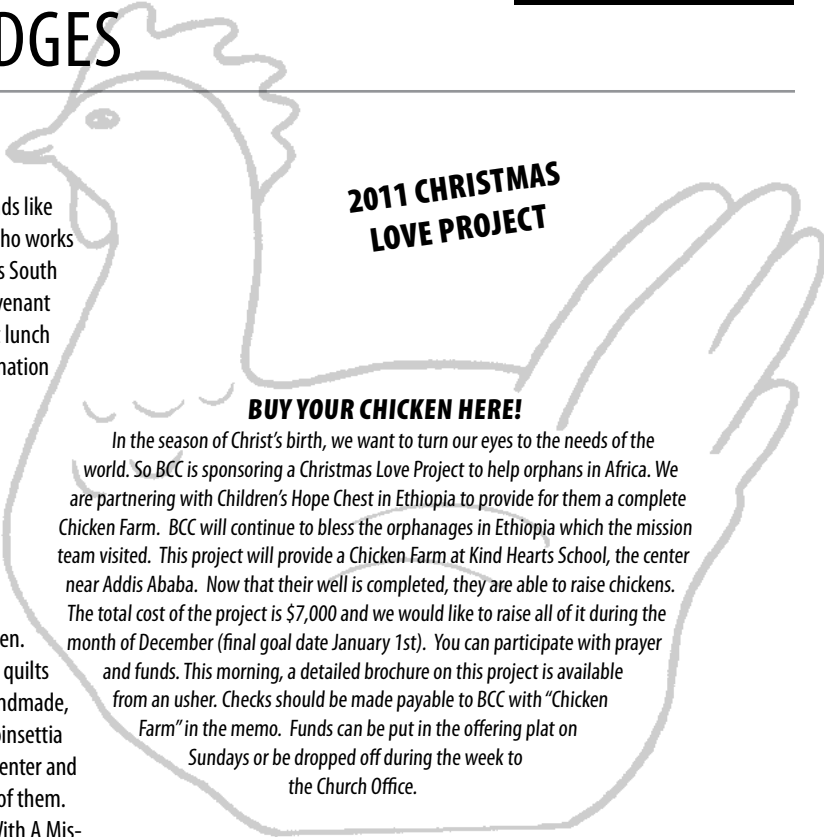 DGES
ds like
ho works
s South
venant
lunch
nation
en.
quilts
ndmade,
insettia
enter and
of them.
With A Mis-
2011 CHRISTMAS
LOVE PROJECT
BUY YOUR CHICKEN HERE!
In the season of Christ's birth, we want to turn our eyes to the needs of the
world. So BCC is sponsoring a Christmas Love Project to help orphans in Africa. We
are partnering with Children's Hope Chest in Ethiopia to provide for them a complete
Chicken Farm.  BCC will continue to bless the orphanages in Ethiopia which the mission
team visited.  This project will provide a Chicken Farm at Kind Hearts School, the center
near Addis Ababa.  Now that their well is completed, they are able to raise chickens.
The total cost of the project is $7,000 and we would like to raise all of it during the
month of December (final goal date January 1st).  You can participate with prayer
and funds. This morning, a detailed brochure on this project is available
from an usher. Checks should be made payable to BCC with "Chicken
Farm" in the memo.  Funds can be put in the offering plat on
Sundays or be dropped off during the week to
the Church Office.